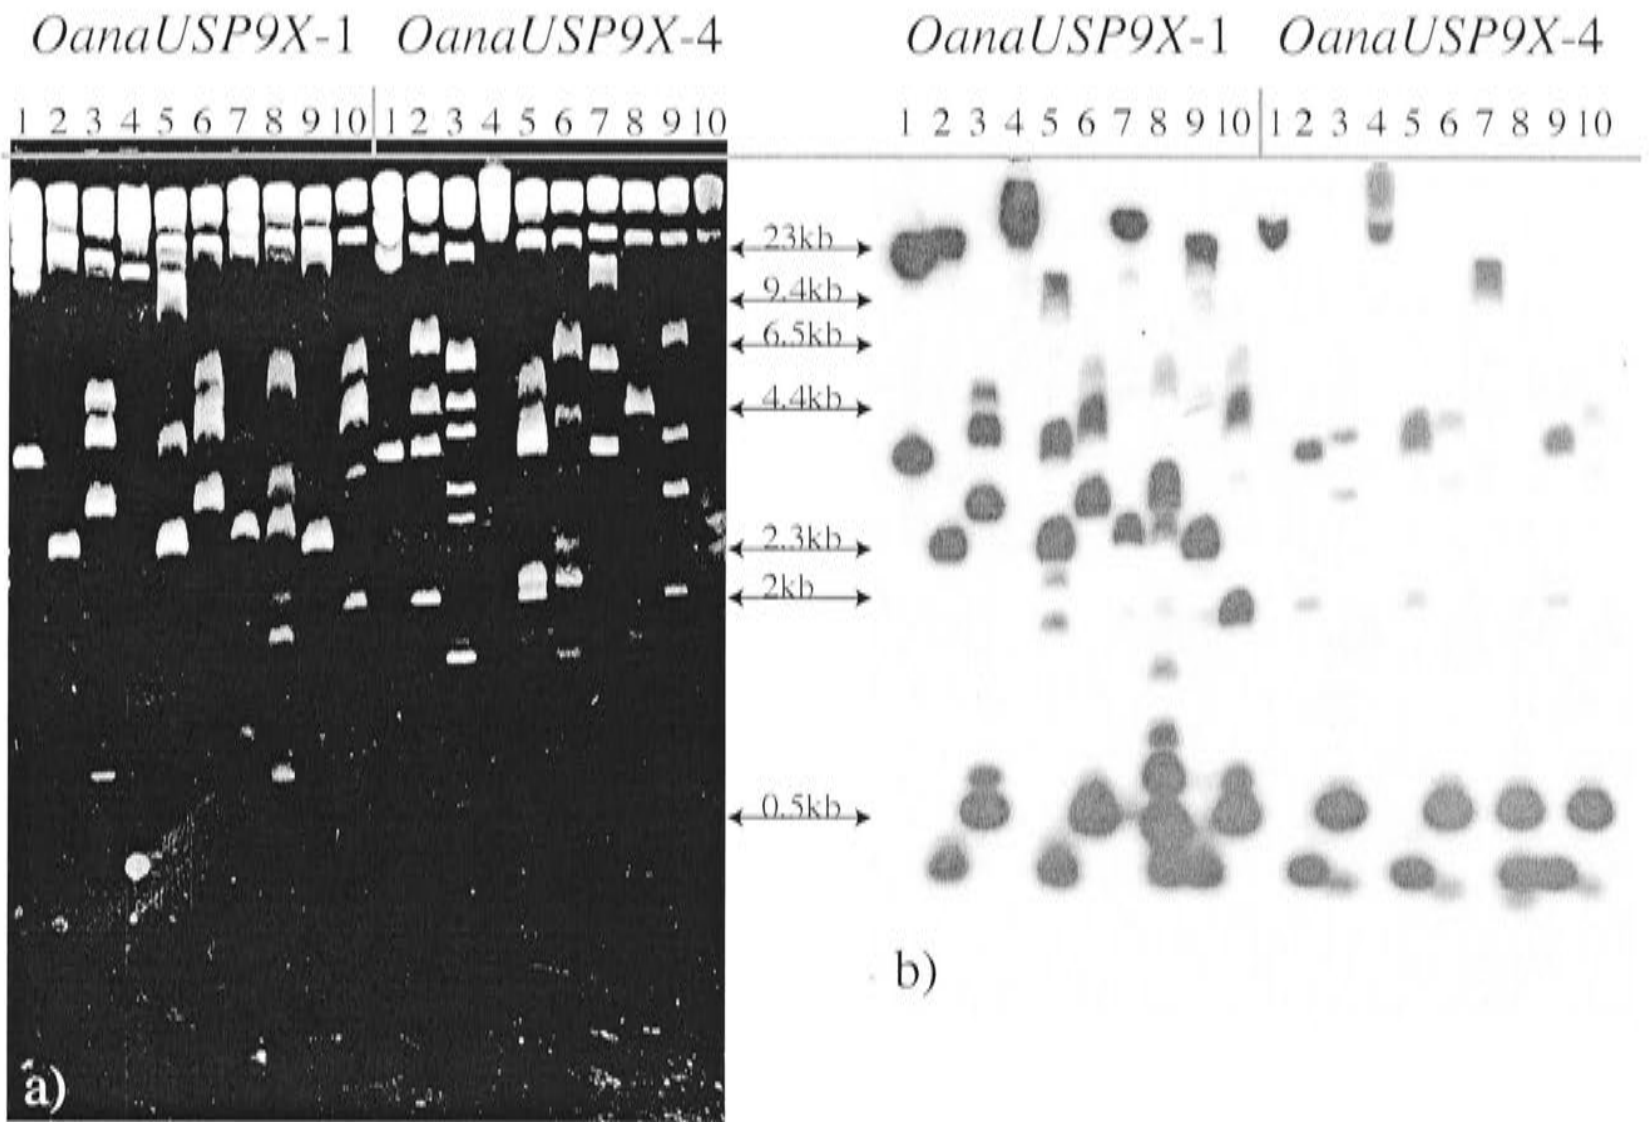 OanaUSP9X-1 OanaUSP9X-4 OanaUSP9X-1 OanaUSP9X-4
1 2 3 4 5 6 7 8 9 10 1 2 3 4 5 6 7 8 9 10 1 2 3 4 5 6 7 8 9 10 1 2 3 4 5 6 7 8 9 10
23kb
9.4kb
6.5kb
4.4kb
2.3kb
2kb
0.5kb
b)
a)